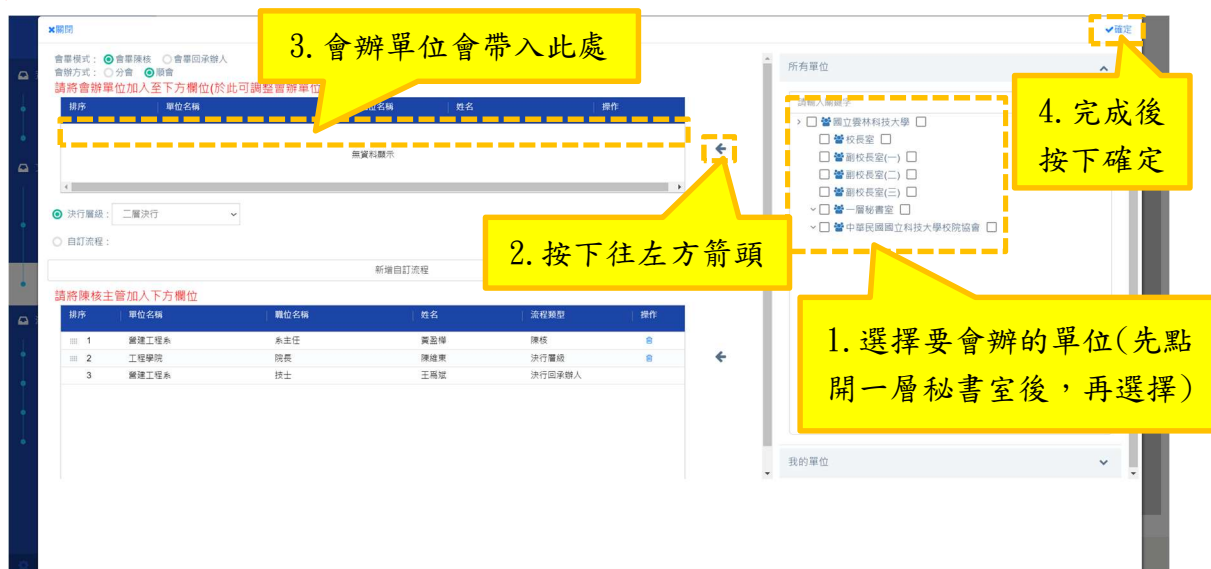 ✖關閉
✔確定
3. 會辦單位會帶入此處
會畢模式： 會畢陳核 會畢回承辦人
會辦方式： 分會 順會
請將會辦單位加入至下方欄位(於此可調整會辦單位
排序 單位名稱 位名稱 姓名 操作
無資料顯示
所有單位
請輸入關鍵字
國立雲林科技大學
校長室
副校長室(一)
副校長室(二)
副校長室(三)
一層秘書室
中華民國國立科技大學校院協會
4. 完成後
按下確定
決行層級： 二層決行
自訂流程：
2. 按下往左方箭頭
新增自訂流程
請將陳核主管加入下方欄位
排序 單位名稱 職位名稱 姓名 流程類型 操作
1 營建工程系 系主任 黃盈樺 陳核
2 工程學院 院長 陳維東 決行層級
3 營建工程系 技士 決行回承辦人
1. 選擇要會辦的單位(先點
開一層秘書室後，再選擇)
我的單位